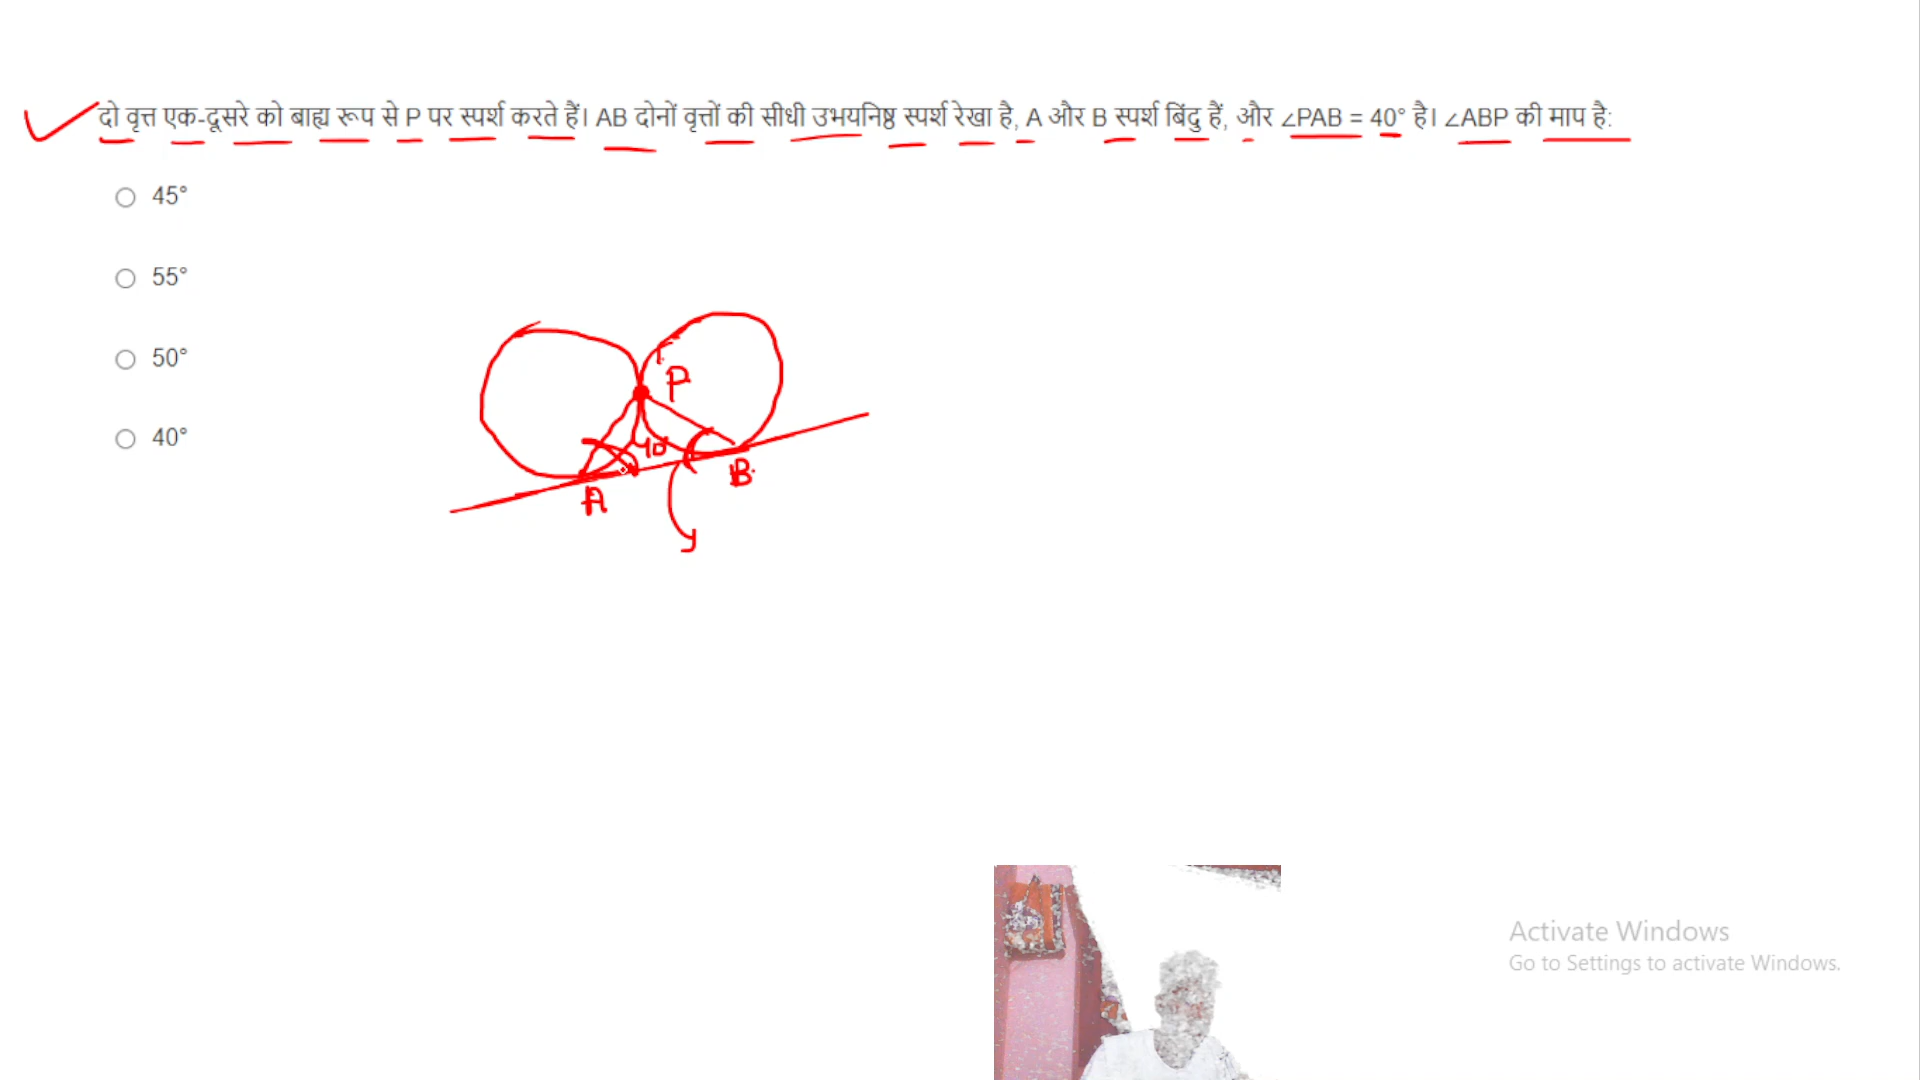 दो वृत्त एक-दूसरे को बाह्य रूप से P पर स्पर्श करते हैं। AB दोनों वृत्तों की सीधी उभयनिष्ठ स्पर्श रेखा है, A और B स्पर्श बिंदु हैं, और ∠PAB = 40° है। ∠ABP की माप है:
45°
55°
50°
40°
P
40
B
A
y
Activate Windows
Go to Settings to activate Windows.